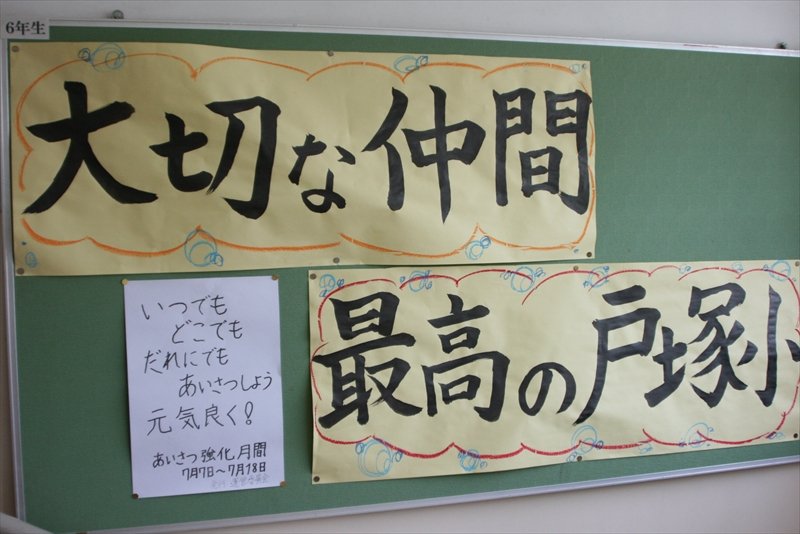 6年生
大切な仲間
最高の戸塚小
いつでも
どこでも
だれにでも
あいさつしよう
元気良く!
あいさつ強化月間
7月7日~7月18日